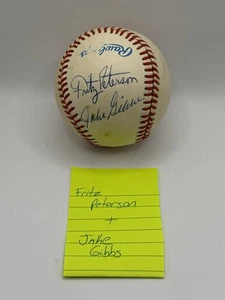 Rawlings
Fritz Peterson
Jake Gibbs
Fritz
Peterson
+
Jake
Gibbs